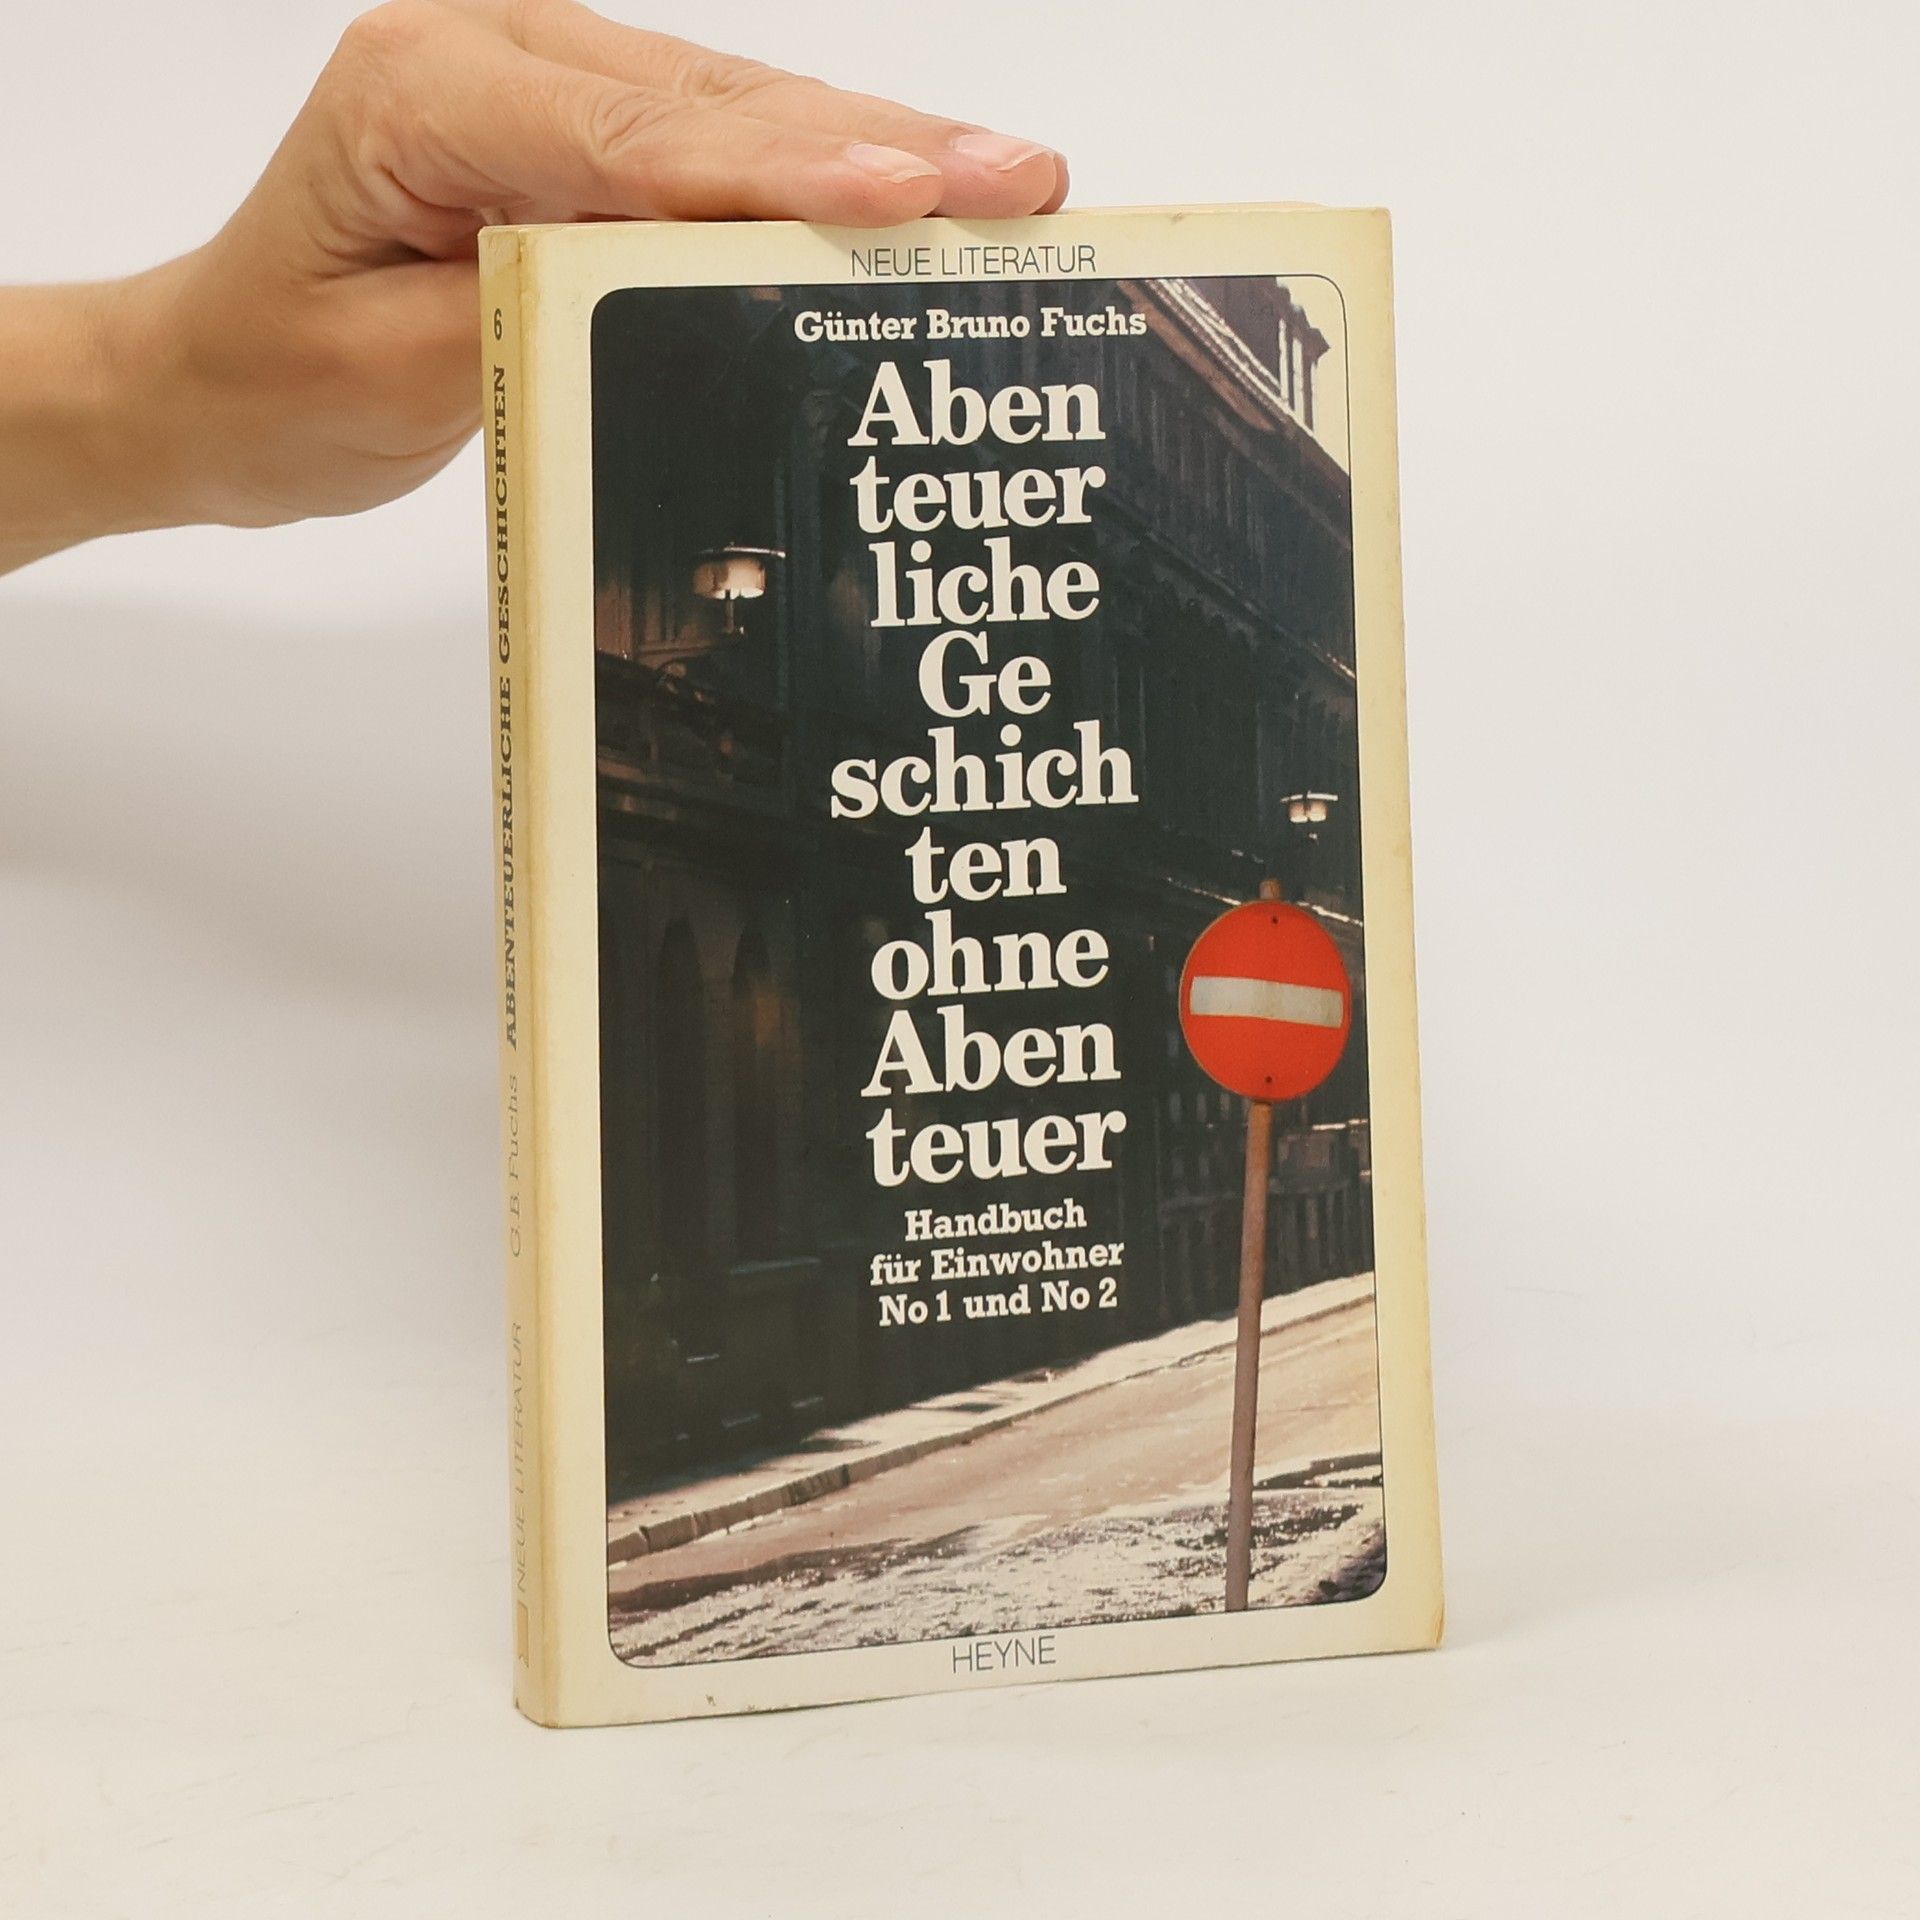 NEUE LITERATUR
Günter Bruno Fuchs
Aben
teuer
liche
Ge
schich
ten
ohne
Aben
teuer
Handbuch
für Einwohner
No 1 und No 2
HEYNE
NEUE LITERATUR G.B. Fuchs ABENTEUERLICHE GESCHICHTEN 6